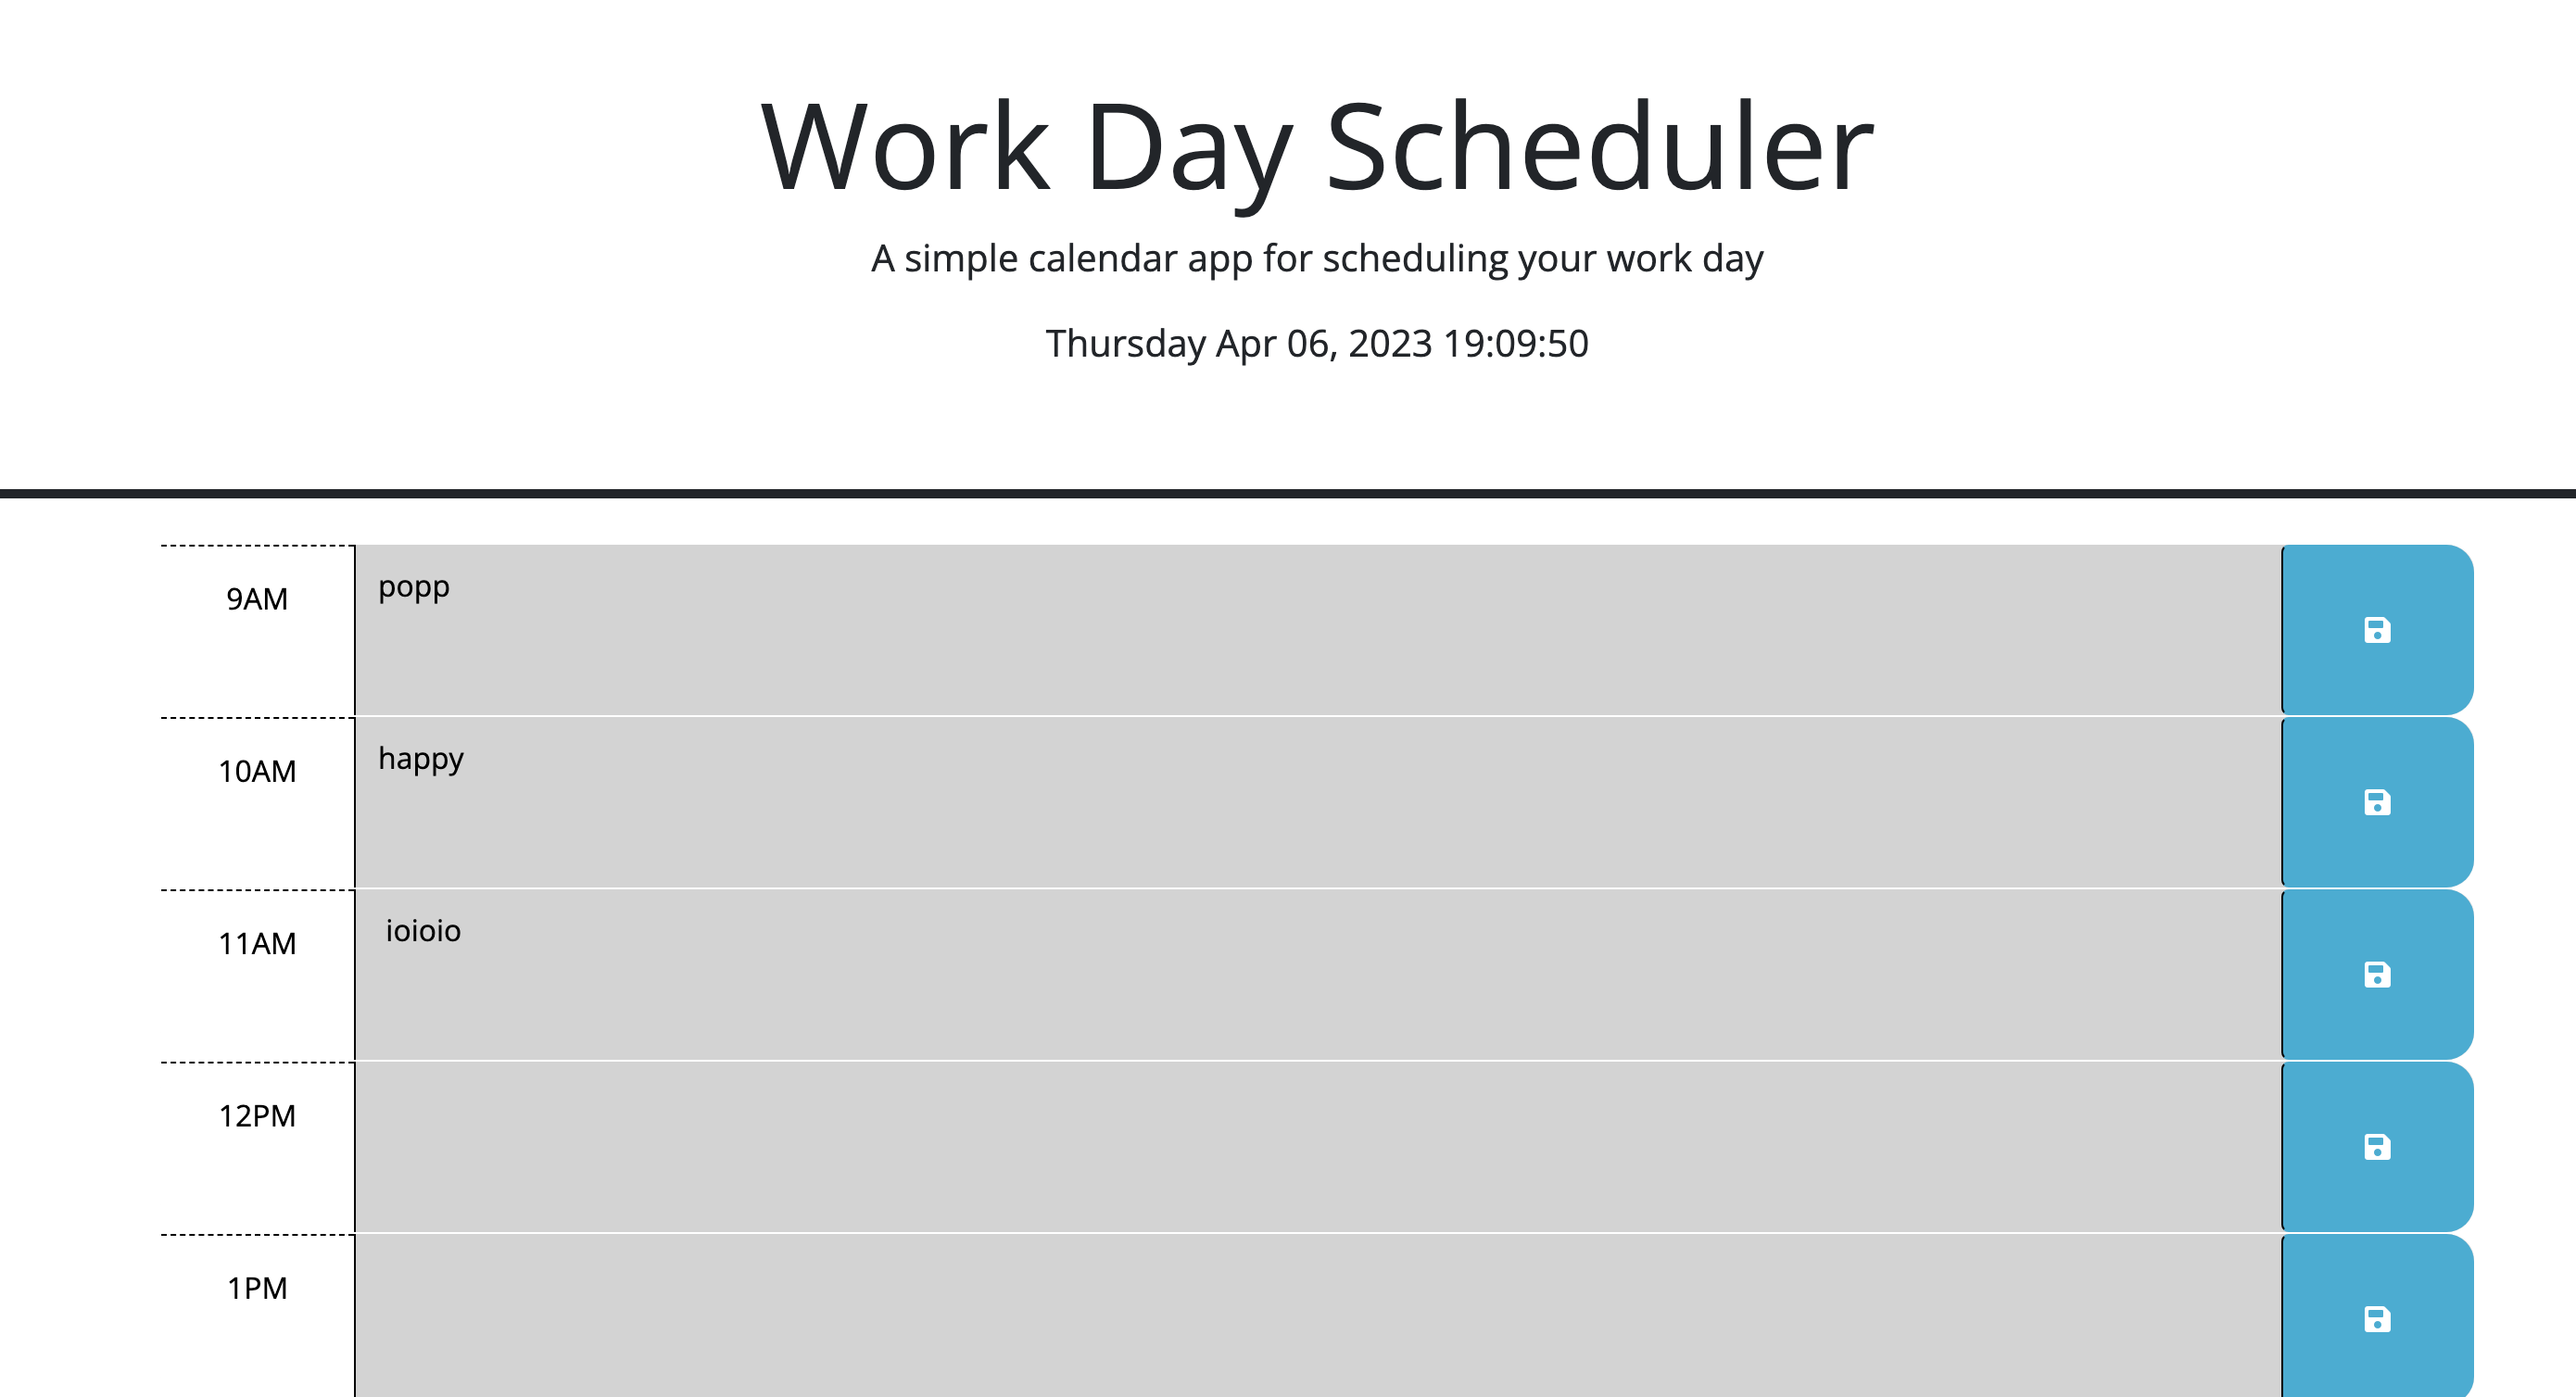 Work Day Scheduler
A simple calendar app for scheduling your work day
Thursday Apr 06, 2023 19:09:50
9AM
popp
10AM
happy
11AM
ioioio
12PM
1PM